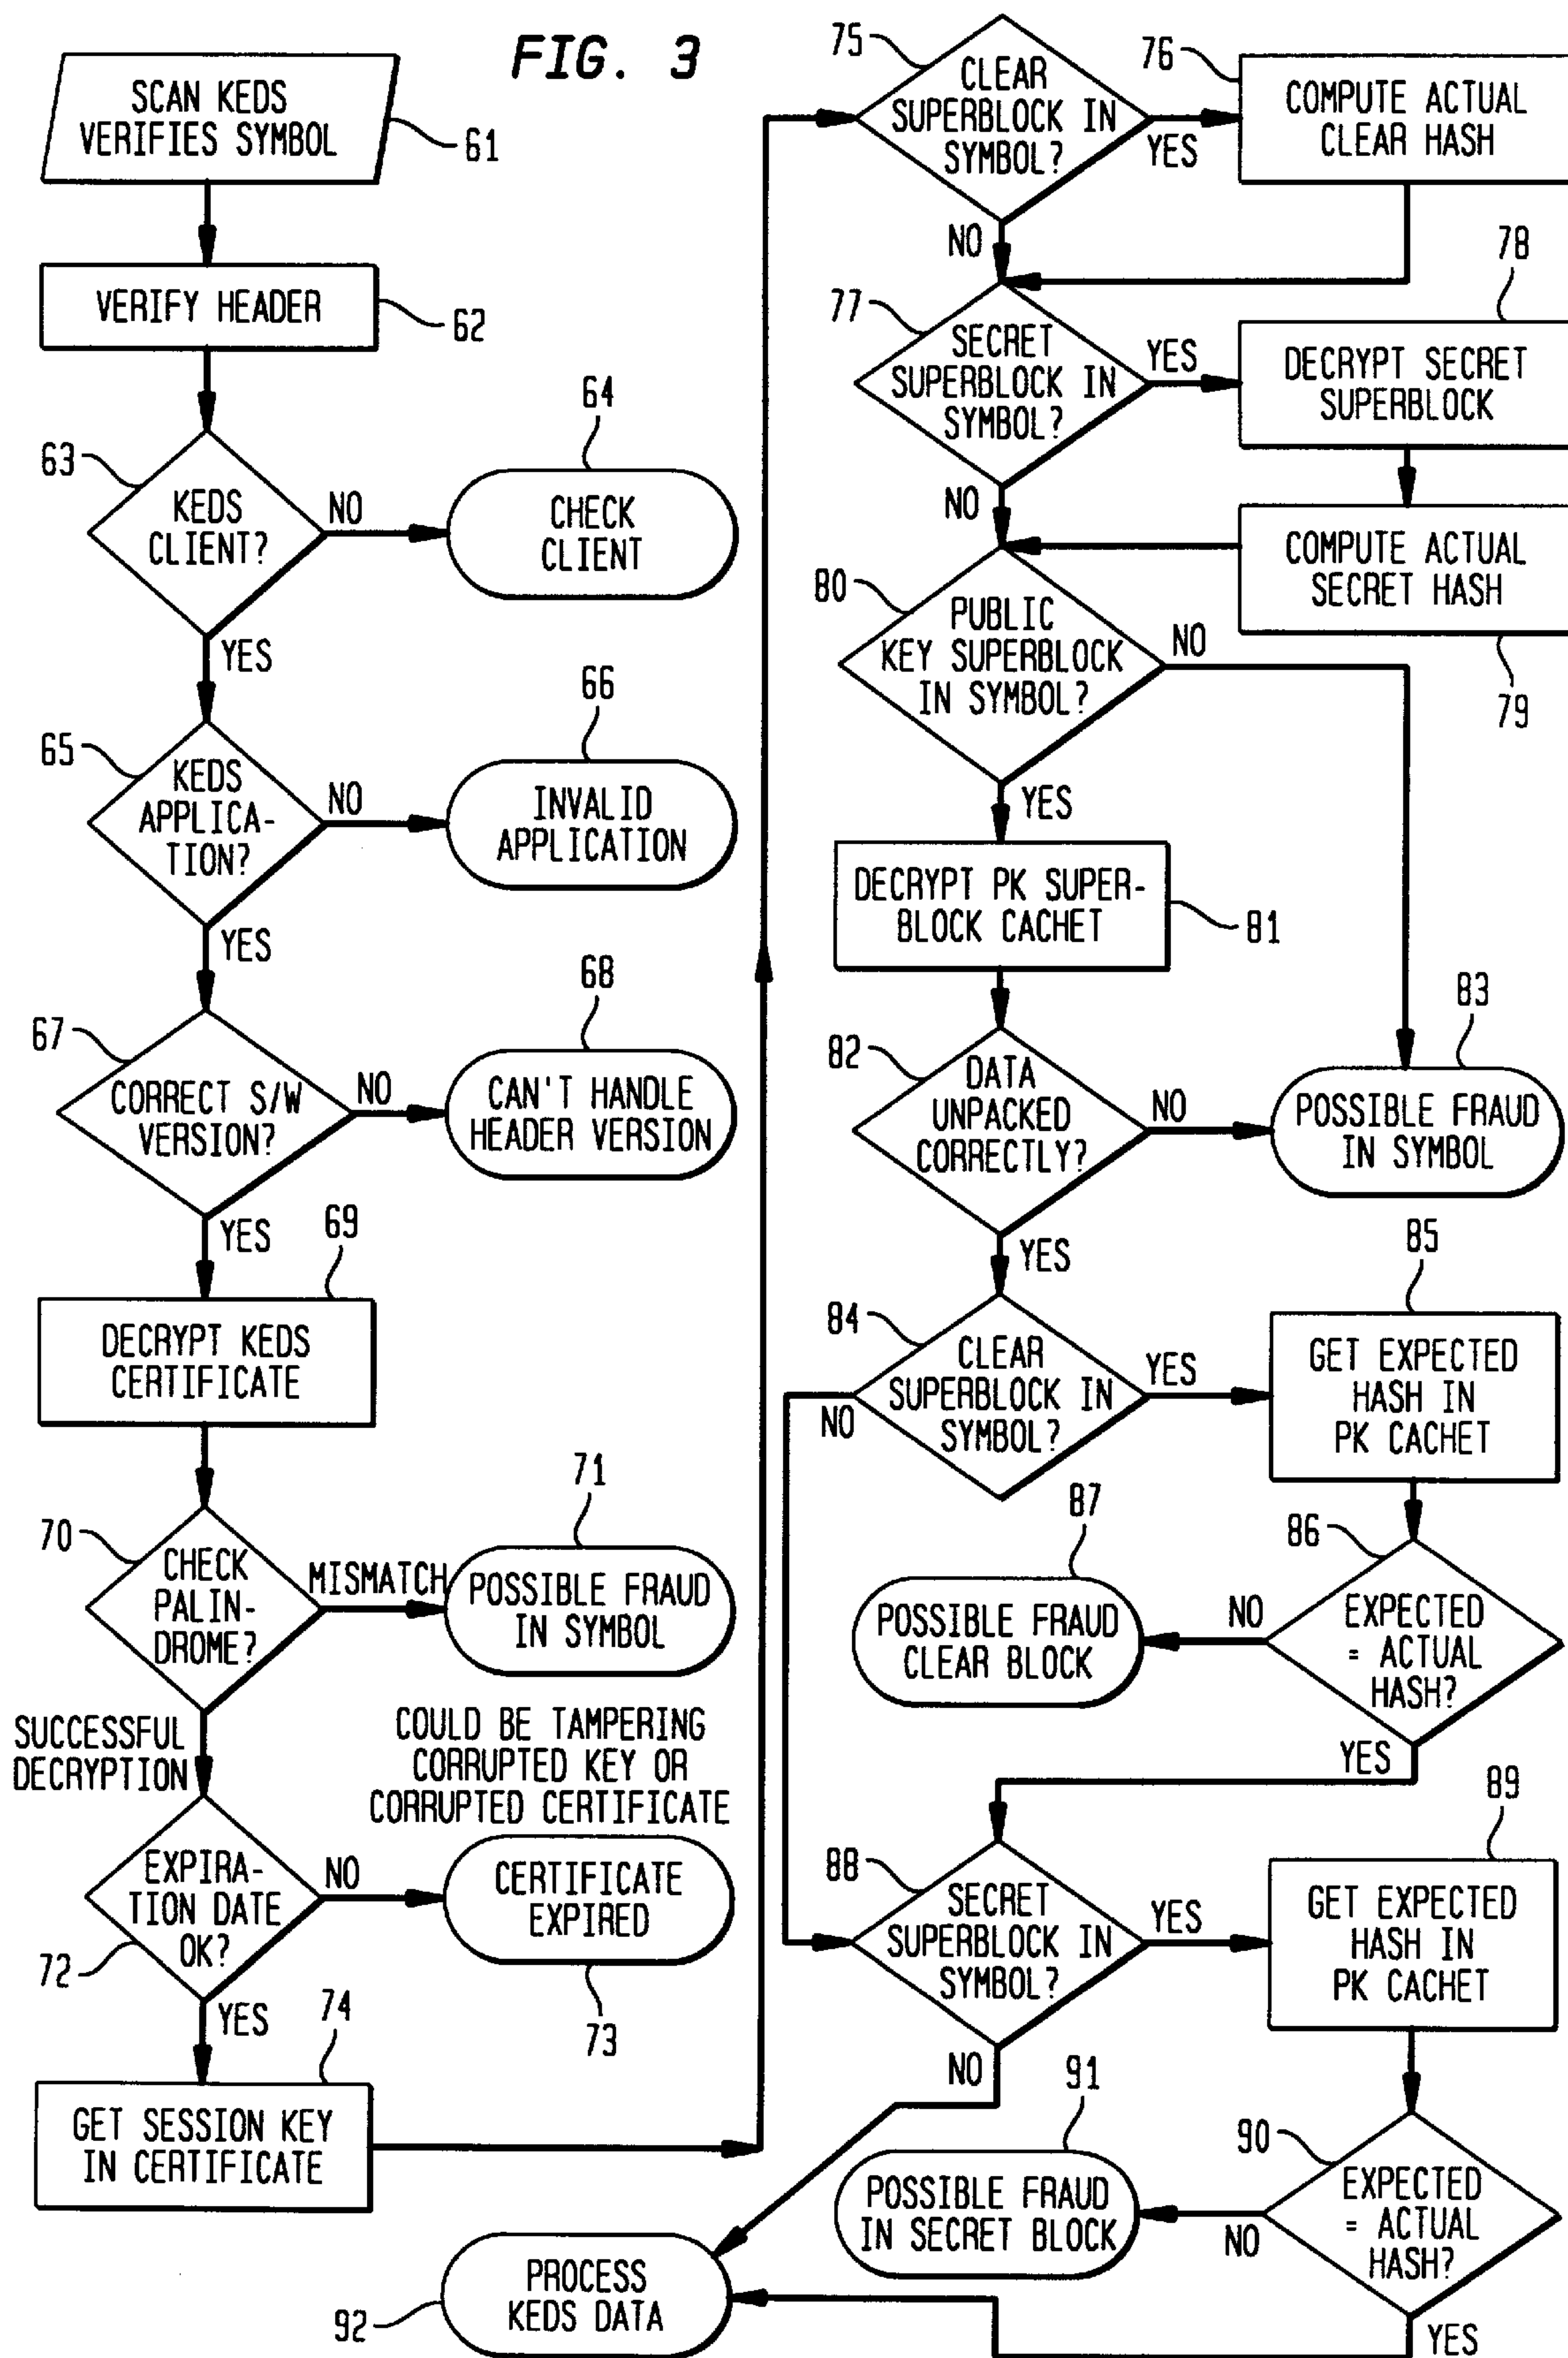 FIG. 3
SCAN KEDS
VERIFIES SYMBOL
61
VERIFY HEADER
62
63
KEDS
CLIENT?
NO
64
CHECK
CLIENT
YES
65
KEDS
APPLICA-
TION?
NO
66
INVALID
APPLICATION
YES
67
CORRECT S/W
VERSION?
NO
68
CAN'T HANDLE
HEADER VERSION
YES
69
DECRYPT KEDS
CERTIFICATE
70
CHECK
PALIN-
DROME?
MISMATCH
71
POSSIBLE FRAUD
IN SYMBOL
SUCCESSFUL
DECRYPTION
COULD BE TAMPERING
CORRUPTED KEY OR
CORRUPTED CERTIFICATE
EXPIRA-
TION DATE
OK?
72
NO
CERTIFICATE
EXPIRED
73
YES
74
GET SESSION KEY
IN CERTIFICATE
75
CLEAR
SUPERBLOCK IN
SYMBOL?
YES
76
COMPUTE ACTUAL
CLEAR HASH
NO
77
SECRET
SUPERBLOCK IN
SYMBOL?
YES
78
DECRYPT SECRET
SUPERBLOCK
NO
COMPUTE ACTUAL
SECRET HASH
79
80
PUBLIC
KEY SUPERBLOCK
IN SYMBOL?
NO
YES
DECRYPT PK SUPER-
BLOCK CACHET
81
82
DATA
UNPACKED
CORRECTLY?
NO
83
POSSIBLE FRAUD
IN SYMBOL
YES
84
CLEAR
SUPERBLOCK IN
SYMBOL?
NO
YES
85
GET EXPECTED
HASH IN
PK CACHET
86
EXPECTED
= ACTUAL
HASH?
NO
87
POSSIBLE FRAUD
CLEAR BLOCK
YES
88
SECRET
SUPERBLOCK IN
SYMBOL?
YES
89
GET EXPECTED
HASH IN
PK CACHET
NO
90
EXPECTED
= ACTUAL
HASH?
NO
91
POSSIBLE FRAUD
IN SECRET BLOCK
YES
PROCESS
KEDS DATA
92